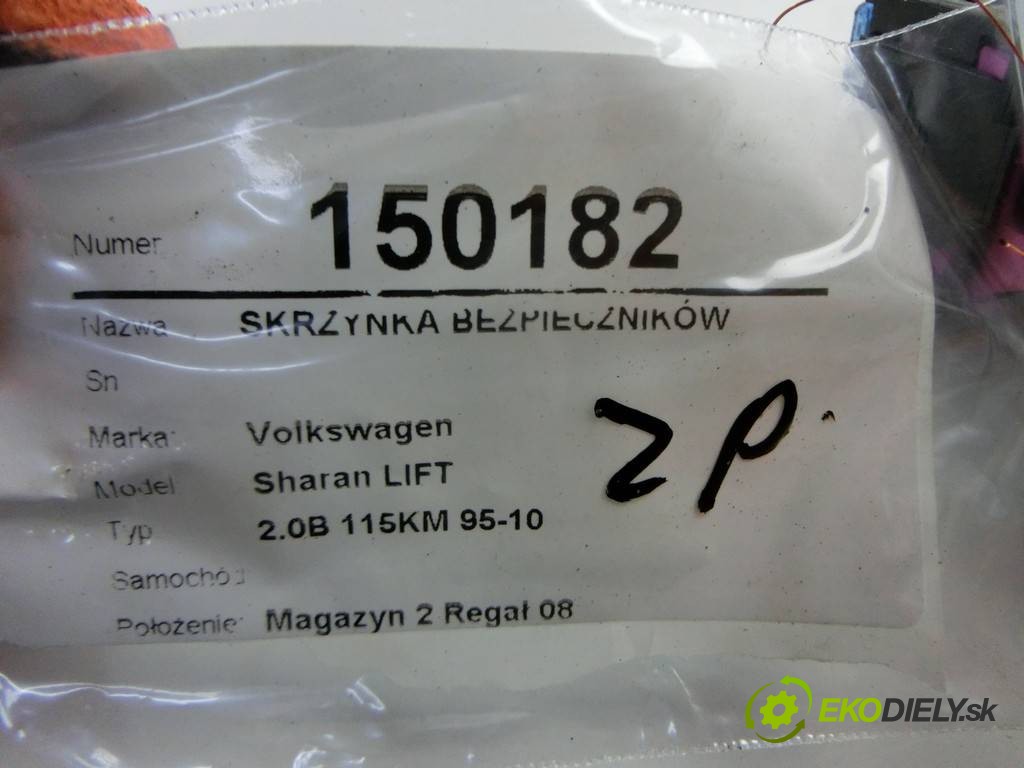 Numer 150182
Nazwa SKRZYNKA BEZPIECZNIKÓW
Sn
Marka: Volkswagen
Model Sharan LIFT
Typ 2.0B 115KM 95-10
Samochód
Położenie: Magazyn 2 Regał 08
ZP
EKODIELY.sk